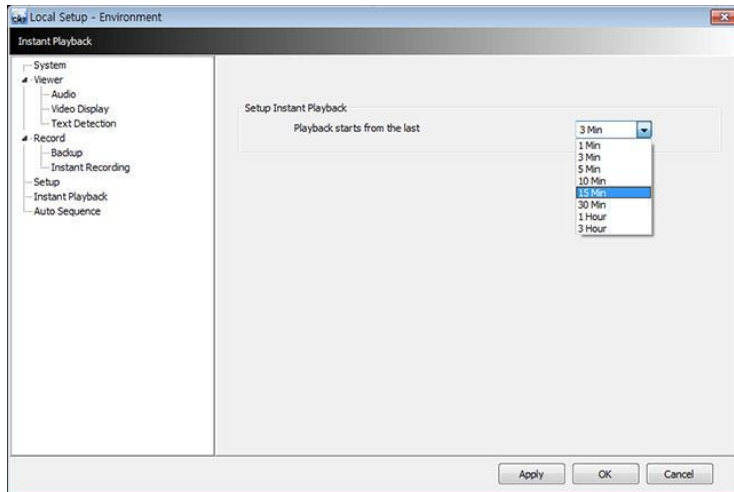 Local Setup - Environment
Instant Playback
System
Viewer
Audio
Video Display
Text Detection
Record
Backup
Instant Recording
Setup
Instant Playback
Auto Sequence
Setup Instant Playback
Playback starts from the last
3 Min
1 Min
3 Min
5 Min
10 Min
15 Min
30 Min
1 Hour
3 Hour
Apply
OK
Cancel